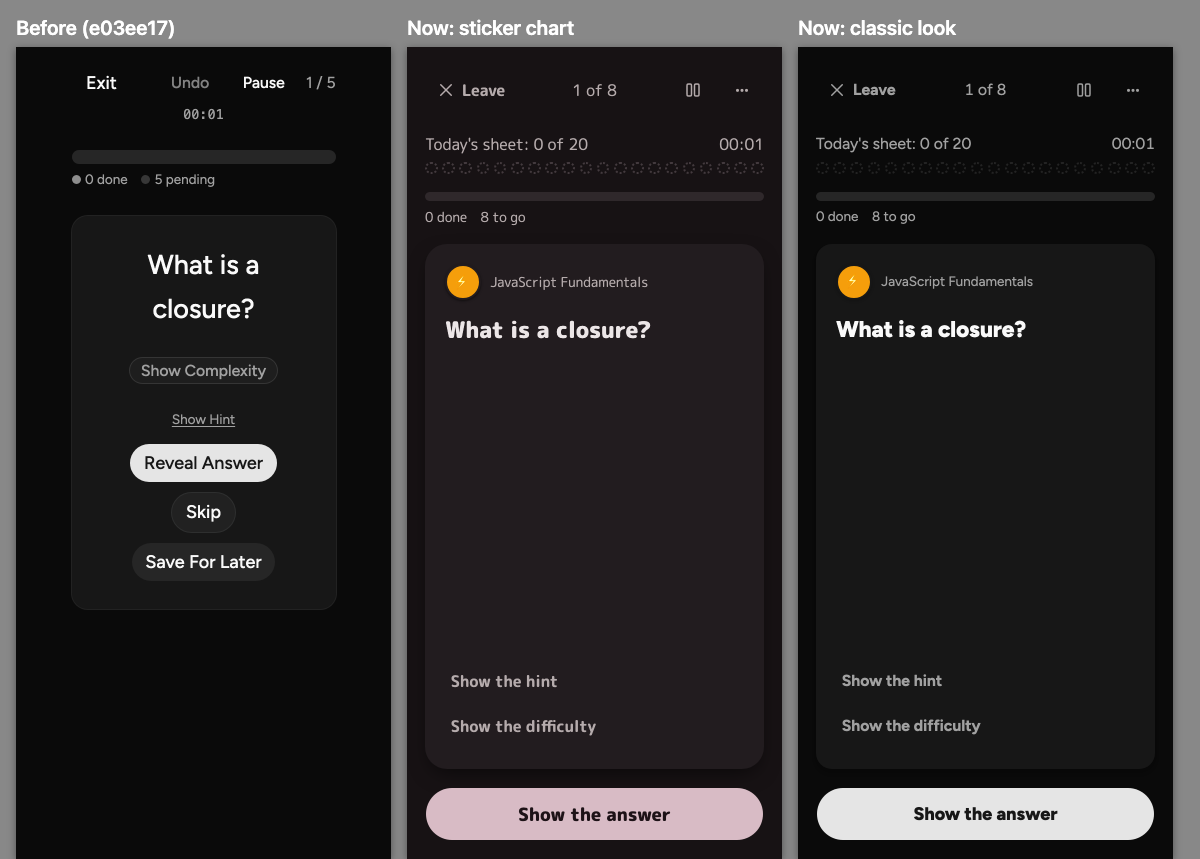 Before (e03ee17)
Exit Undo Pause 1 / 5
00:01
0 done 5 pending
What is a
closure?
Show Complexity
Show Hint
Reveal Answer
Skip
Save For Later
Now: sticker chart
Leave 1 of 8
Today's sheet: 0 of 20 00:01
0 done 8 to go
JavaScript Fundamentals
What is a closure?
Show the hint
Show the difficulty
Show the answer
Now: classic look
Leave 1 of 8
Today's sheet: 0 of 20 00:01
0 done 8 to go
JavaScript Fundamentals
What is a closure?
Show the hint
Show the difficulty
Show the answer